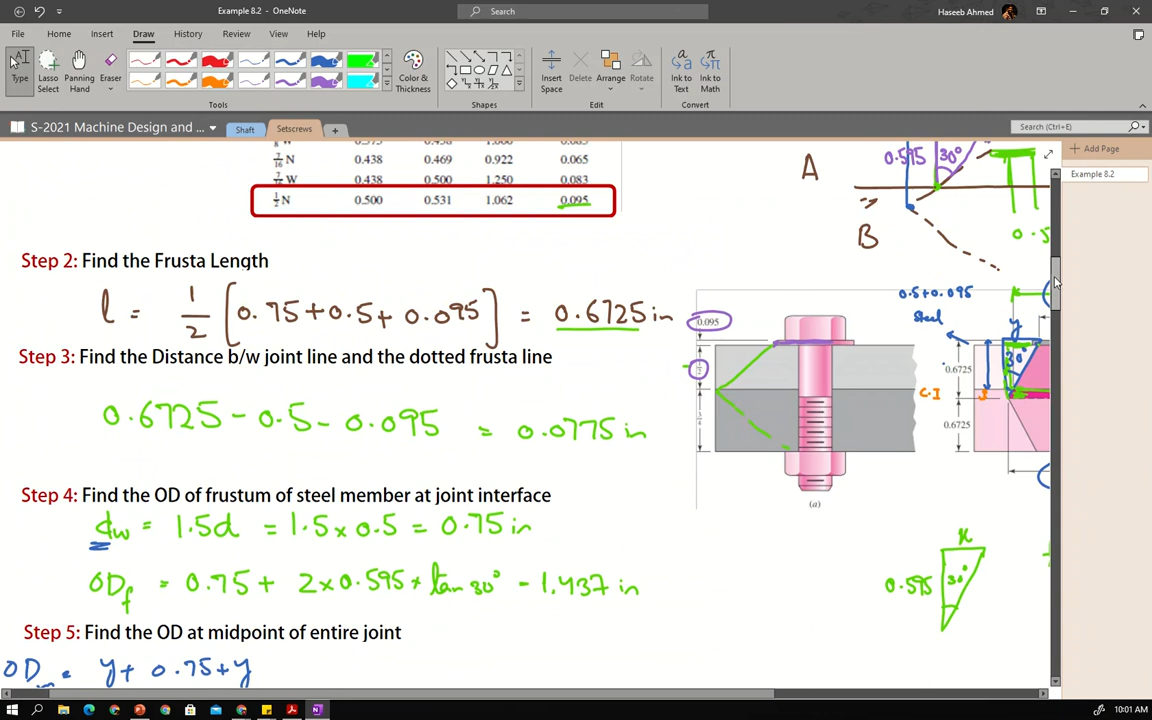 Example 8.2 - OneNote
Search
Haseeb Ahmed
File Home Insert Draw History Review View Help
Type
Lasso Select
Panning Hand
Eraser
Color & Thickness
Insert Space
Delete
Arrange
Rotate
Ink to Text
Ink to Math
Tools
Shapes
Edit
Convert
S-2021 Machine Design and ...
Shaft
Setscrews
Search (Ctrl+E)
Add Page
Example 8.2
7/16 N 0.438 0.469 0.922 0.065
7/16 W 0.438 0.500 1.250 0.083
1/2 N 0.500 0.531 1.062 0.095
A
0.595
30°
B
0.5
Step 2: Find the Frusta Length
l = 1/2 [0.75+0.5+0.095] = 0.6725 in
Step 3: Find the Distance b/w joint line and the dotted frusta line
0.6725 - 0.5 - 0.095 = 0.0775 in
0.5+0.095
Steel
y
0.095
30°
0.6725
C.I
0.6725
(a)
Step 4: Find the OD of frustum of steel member at joint interface
dw = 1.5d = 1.5×0.5 = 0.75 in
ODf = 0.75 + 2×0.595 * tan 30° = 1.437 in
x
0.595
30°
Step 5: Find the OD at midpoint of entire joint
ODm = y + 0.75 + y
10:01 AM